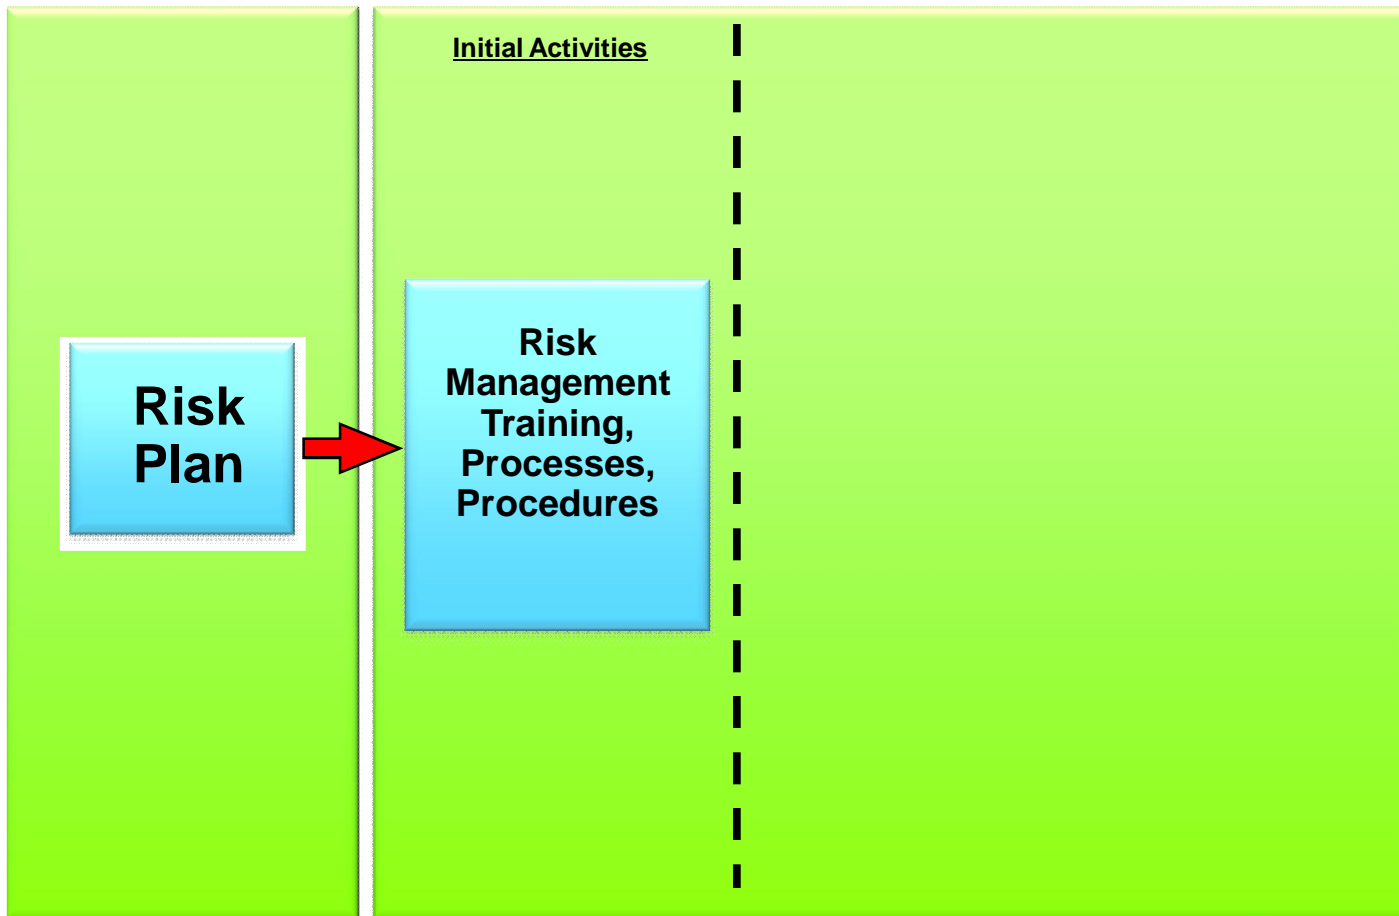 Initial Activities
Risk
Plan
Risk
Management
Training,
Processes,
Procedures